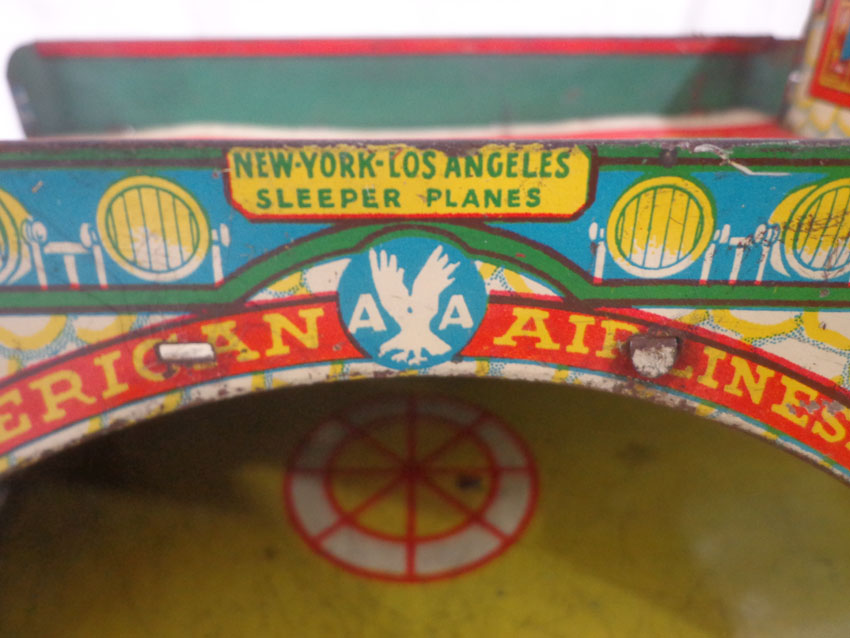 NEW-YORK-LOS ANGELES
SLEEPER PLANES
A A
ERICAN AIRLINES